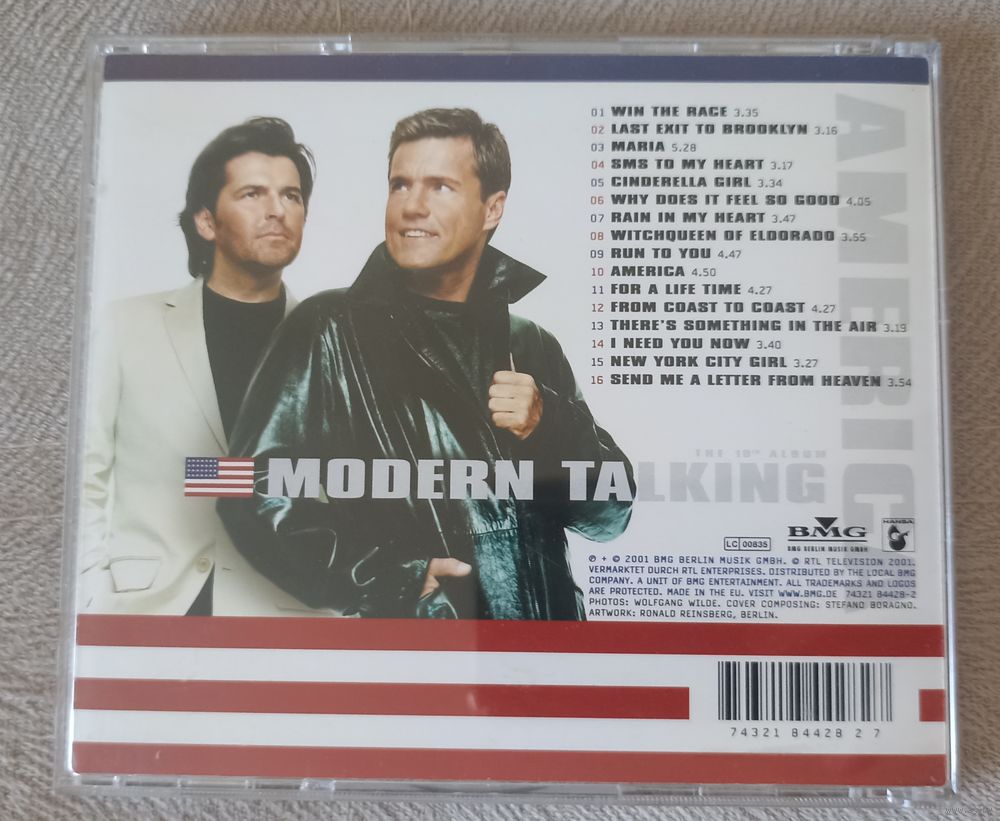 01 WIN THE RACE 3.35
02 LAST EXIT TO BROOKLYN 3.16
03 MARIA 5.28
04 SMS TO MY HEART 3.17
05 CINDERELLA GIRL 3.34
06 WHY DOES IT FEEL SO GOOD 4.05
07 RAIN IN MY HEART 3.47
08 WITCHQUEEN OF ELDORADO 3.55
09 RUN TO YOU 4.47
10 AMERICA 4.50
11 FOR A LIFE TIME 4.27
12 FROM COAST TO COAST 4.27
13 THERE'S SOMETHING IN THE AIR 3.19
14 I NEED YOU NOW 3.40
15 NEW YORK CITY GIRL 3.27
16 SEND ME A LETTER FROM HEAVEN 3.54
AMERICA
THE 10TH ALBUM
MODERN TALKING
LC 00835
BMG
BMG BERLIN MUSIK GMBH
HANSA
℗ + © 2001 BMG BERLIN MUSIK GMBH. © RTL TELEVISION 2001.
VERMARKTET DURCH RTL ENTERPRISES. DISTRIBUTED BY THE LOCAL BMG
COMPANY. A UNIT OF BMG ENTERTAINMENT. ALL TRADEMARKS AND LOGOS
ARE PROTECTED. MADE IN THE EU. VISIT WWW.BMG.DE 74321 84428-2
PHOTOS: WOLFGANG WILDE. COVER COMPOSING: STEFANO BORAGNO.
ARTWORK: RONALD REINSBERG, BERLIN.
74321 84428 2 7